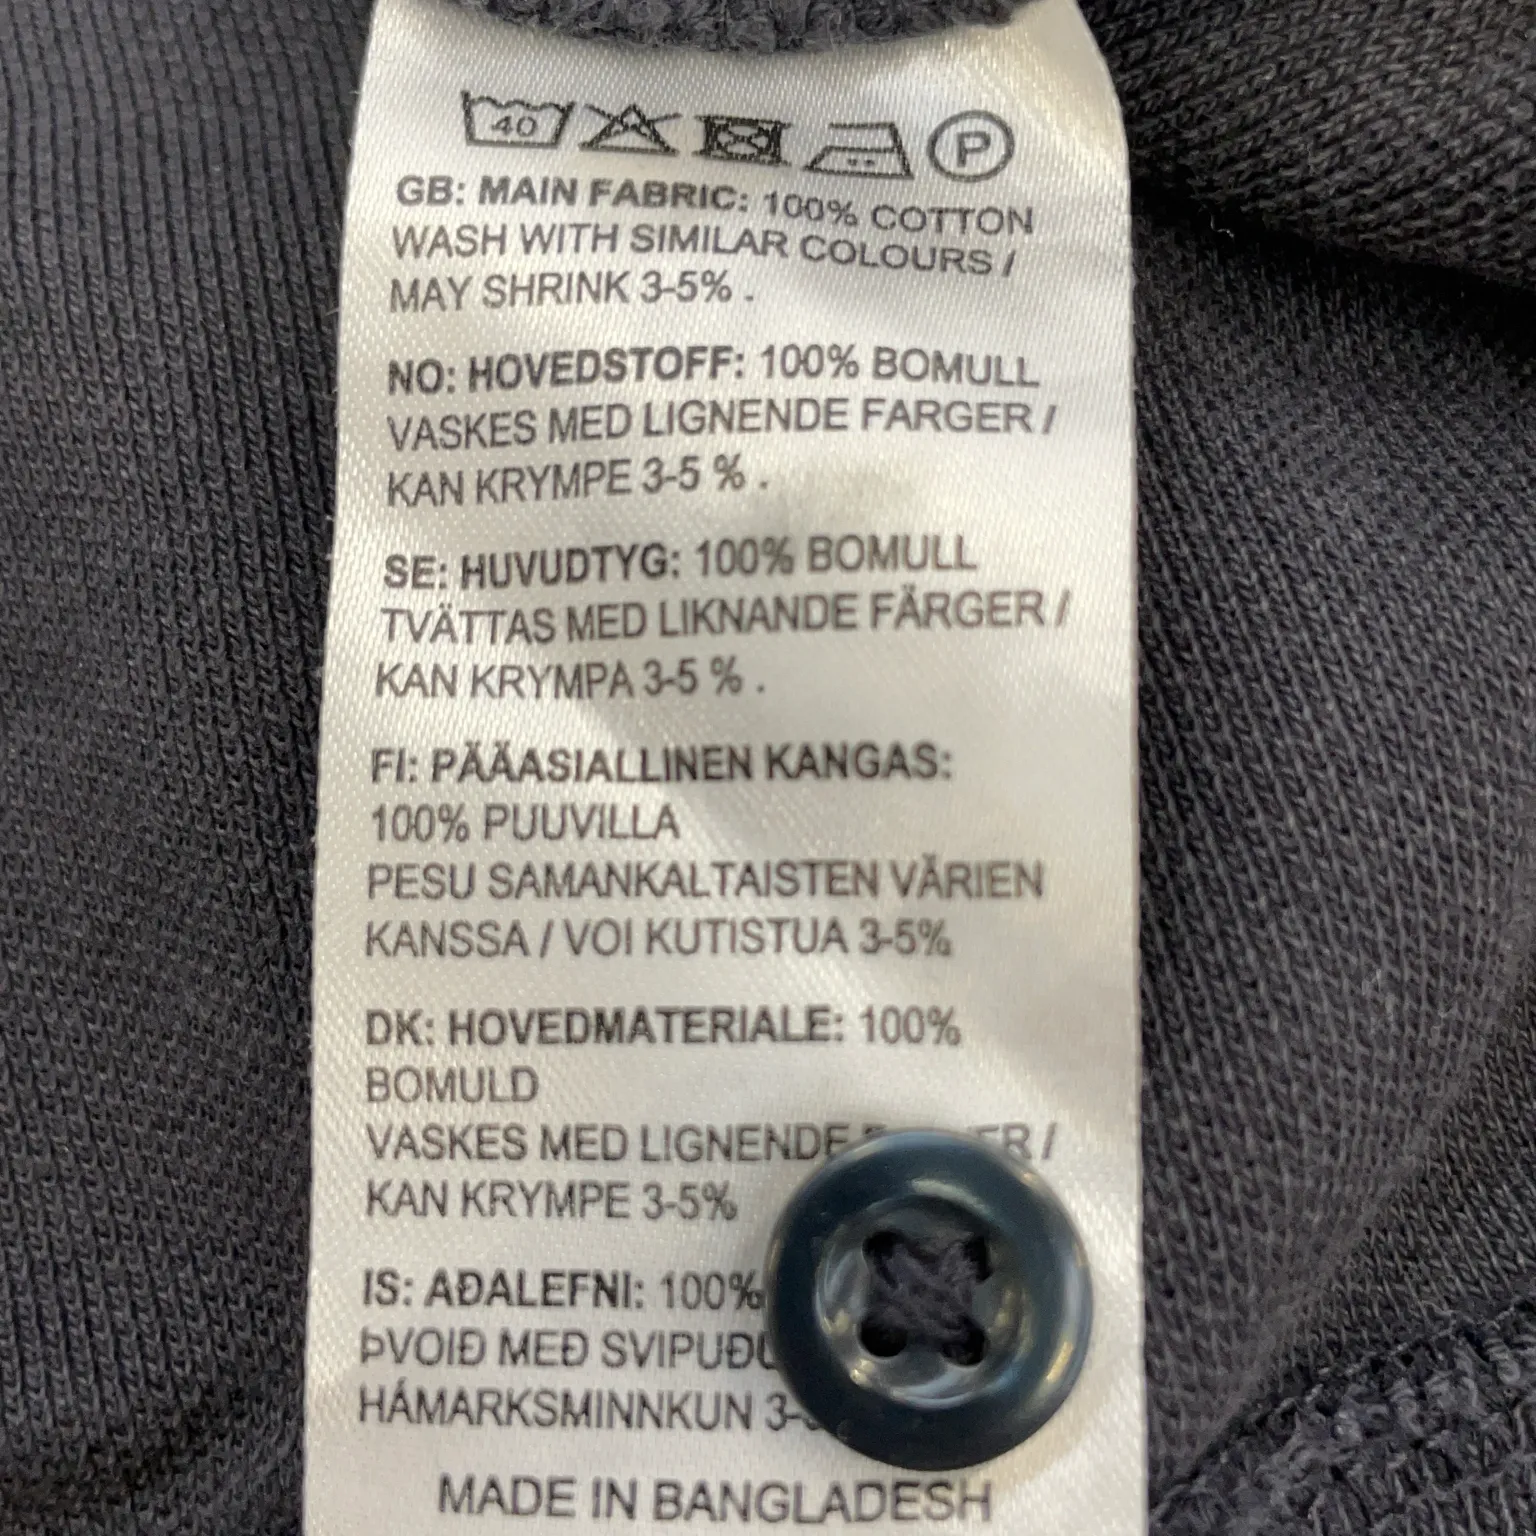 40
P
GB: MAIN FABRIC: 100% COTTON
WASH WITH SIMILAR COLOURS /
MAY SHRINK 3-5% .
NO: HOVEDSTOFF: 100% BOMULL
VASKES MED LIGNENDE FARGER /
KAN KRYMPE 3-5 % .
SE: HUVUDTYG: 100% BOMULL
TVÄTTAS MED LIKNANDE FÄRGER /
KAN KRYMPA 3-5 % .
FI: PÄÄASIALLINEN KANGAS:
100% PUUVILLA
PESU SAMANKALTAISTEN VÄRIEN
KANSSA / VOI KUTISTUA 3-5%
DK: HOVEDMATERIALE: 100%
BOMULD
VASKES MED LIGNENDE /
KAN KRYMPE 3-5%
IS: AÐALEFNI: 100%
ÞVOIÐ MEÐ
HÁMARKSMINNKUN
MADE IN BANGLADESH